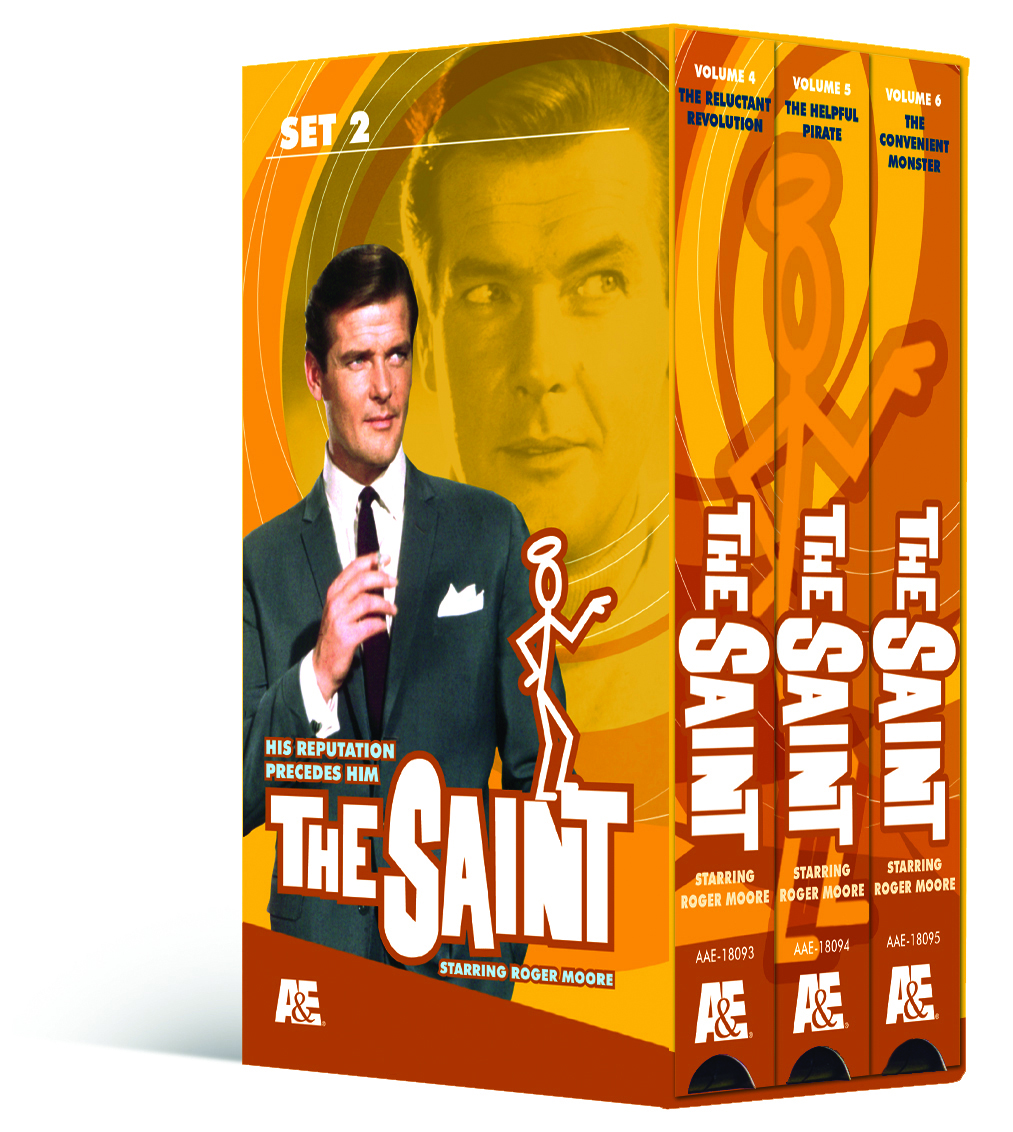 SET 2
HIS REPUTATION
PRECEDES HIM
THE SAINT
STARRING ROGER MOORE
A&E
VOLUME 4
THE RELUCTANT
REVOLUTION
THE SAINT
STARRING
ROGER MOORE
AAE-18093
A&E
VOLUME 5
THE HELPFUL
PIRATE
THE SAINT
STARRING
ROGER MOORE
AAE-18094
A&E
VOLUME 6
THE
CONVENIENT
MONSTER
THE SAINT
STARRING
ROGER MOORE
AAE-18095
A&E